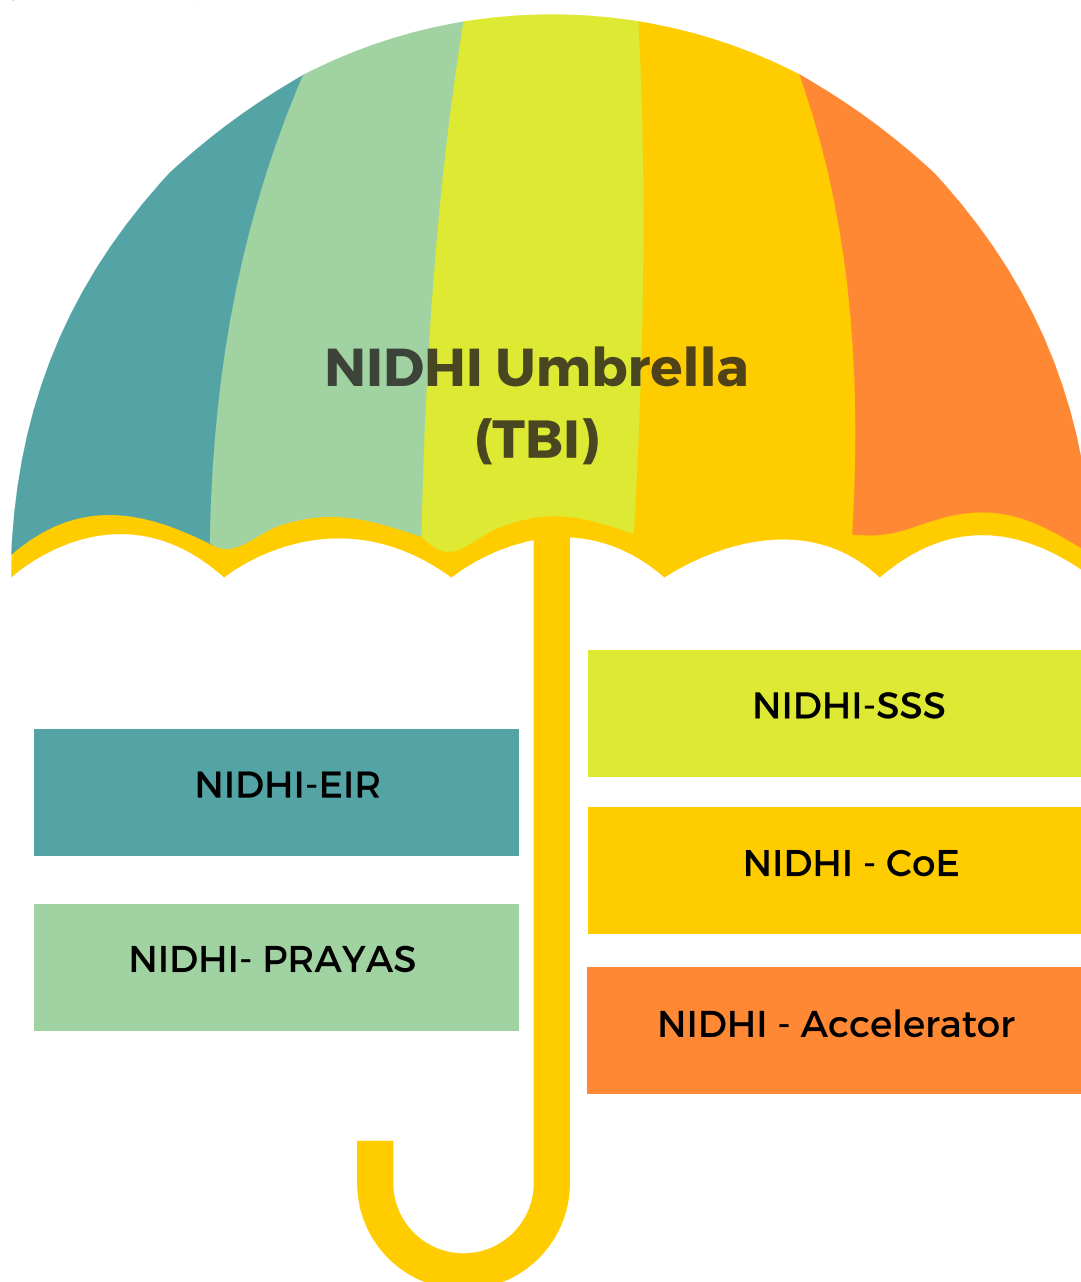 NIDHI Umbrella
(TBI)
NIDHI-EIR
NIDHI- PRAYAS
NIDHI-SSS
NIDHI - CoE
NIDHI - Accelerator